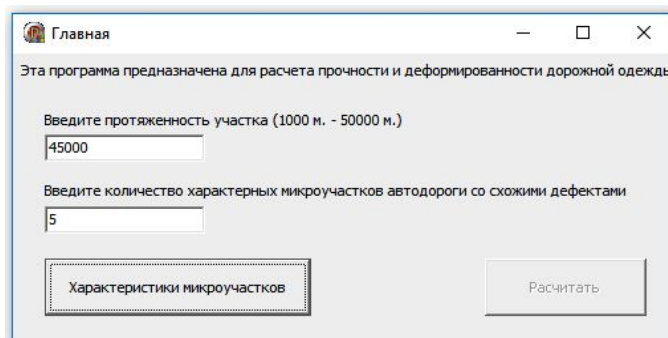 Главная
Эта программа предназначена для расчета прочности и деформированности дорожной одежды
Введите протяженность участка (1000 м. - 50000 м.)
45000
Введите количество характерных микроучастков автодороги со схожими дефектами
5
Характеристики микроучастков
Расчитать